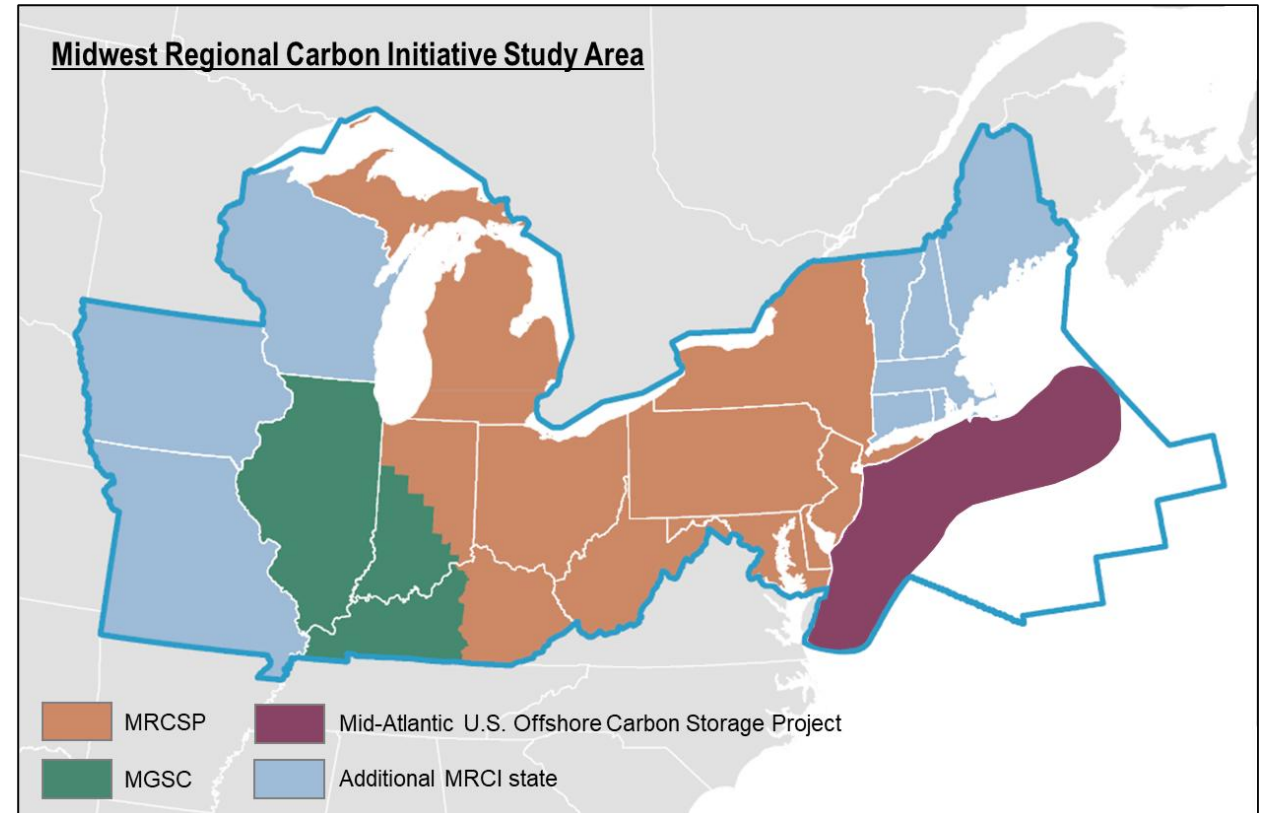 Midwest Regional Carbon Initiative Study Area
MRCSP
Mid-Atlantic U.S. Offshore Carbon Storage Project
MGSC
Additional MRCI state